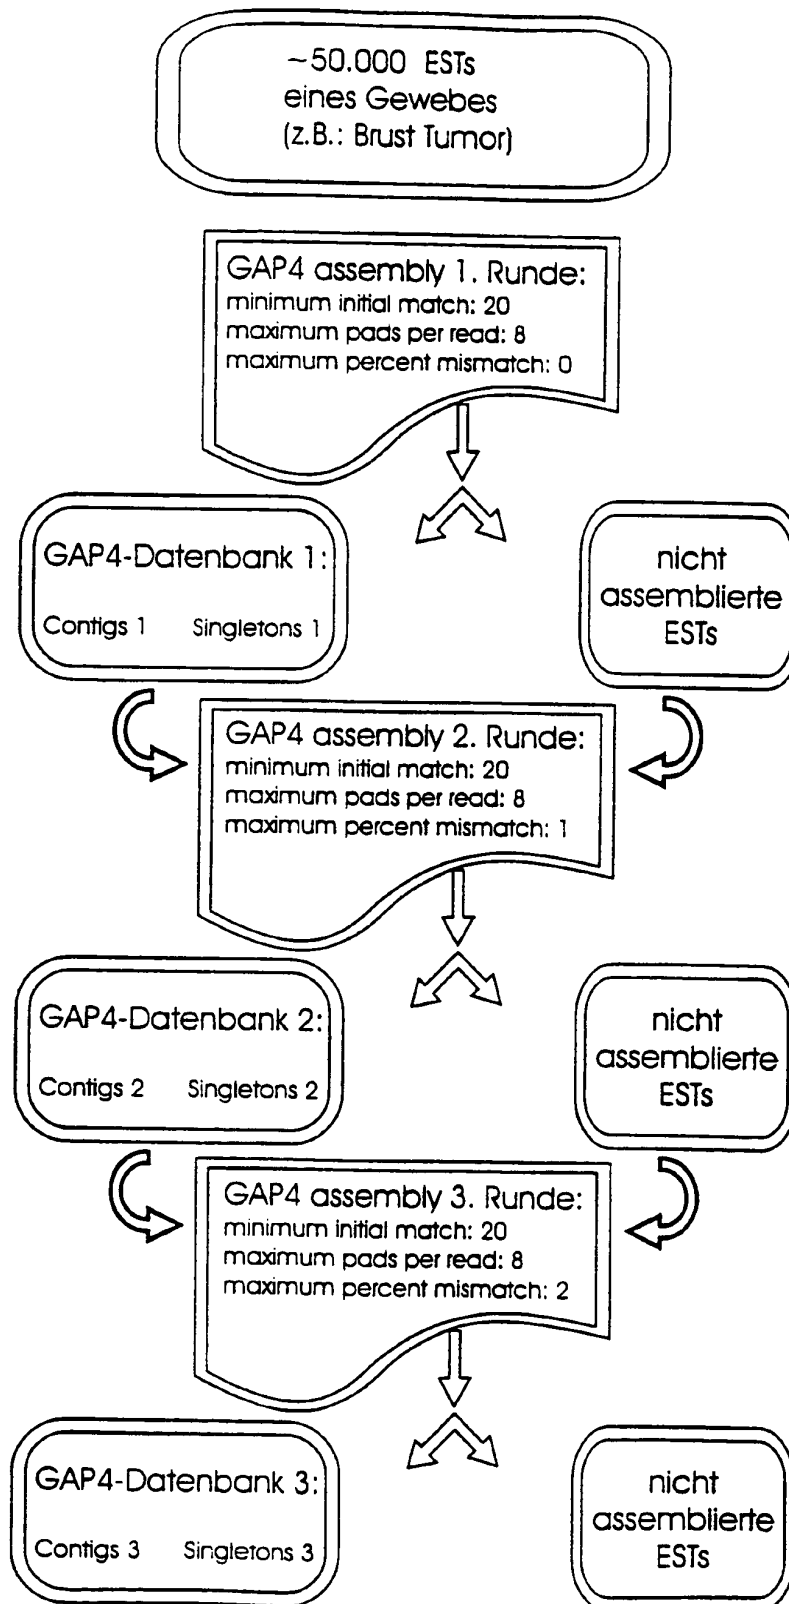 ~50.000 ESTs
eines Gewebes
(z.B.: Brust Tumor)
GAP4 assembly 1. Runde:
minimum initial match: 20
maximum pads per read: 8
maximum percent mismatch: 0
GAP4-Datenbank 1:
Contigs 1 Singletons 1
nicht
assemblierte
ESTs
GAP4 assembly 2. Runde:
minimum initial match: 20
maximum pads per read: 8
maximum percent mismatch: 1
GAP4-Datenbank 2:
Contigs 2 Singletons 2
nicht
assemblierte
ESTs
GAP4 assembly 3. Runde:
minimum initial match: 20
maximum pads per read: 8
maximum percent mismatch: 2
GAP4-Datenbank 3:
Contigs 3 Singletons 3
nicht
assemblierte
ESTs